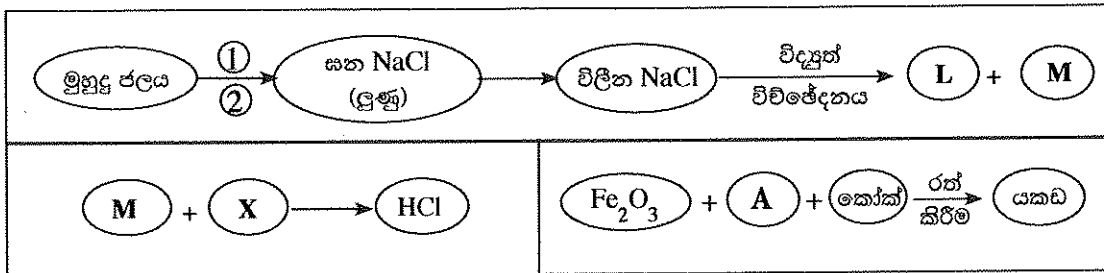 මුහුදු ජලය ① ② ඝන NaCl (ලුණු) විලීන NaCl විද්‍යුත් විච්ඡේදනය L + M
M + X HCl
Fe₂O₃ + A + කෝක් රත් කිරීම යකඩ